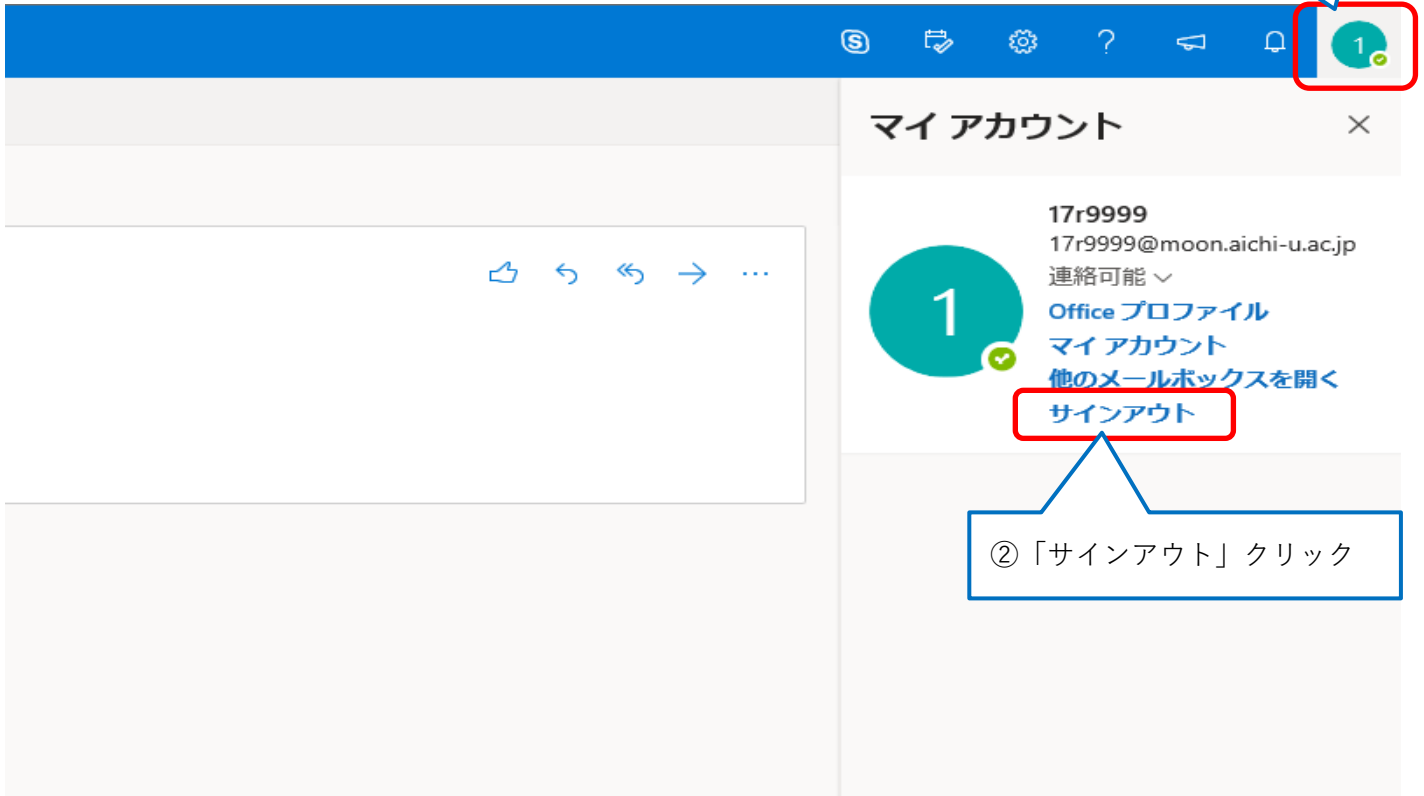 1
マイ アカウント
17r9999
17r9999@moon.aichi-u.ac.jp
連絡可能
1
Office プロファイル
マイ アカウント
他のメールボックスを開く
サインアウト
②「サインアウト」クリック